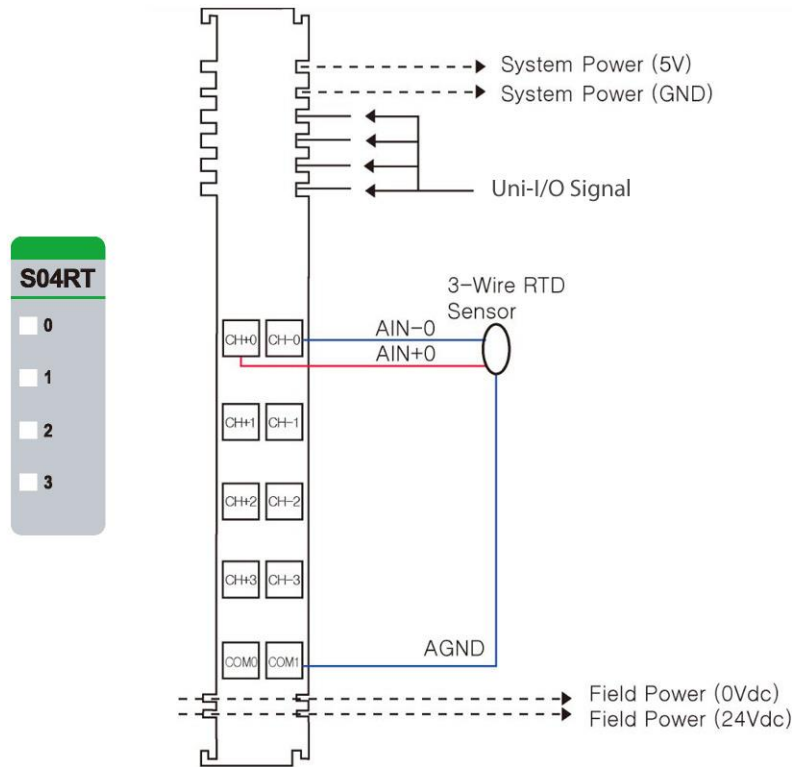 System Power (5V)
System Power (GND)
Uni-I/O Signal
S04RT
0
1
2
3
3-Wire RTD
Sensor
AIN-0
AIN+0
CH+0 CH-0
CH+1 CH-1
CH+2 CH-2
CH+3 CH-3
COM0 COM1
AGND
Field Power (0Vdc)
Field Power (24Vdc)